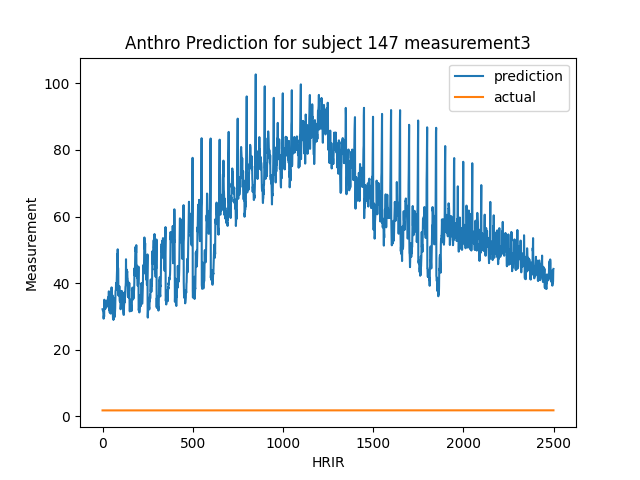 Anthro Prediction for subject 147 measurement3
prediction
actual
100
80
60
40
20
0
Measurement
0
500
1000
1500
2000
2500
HRIR